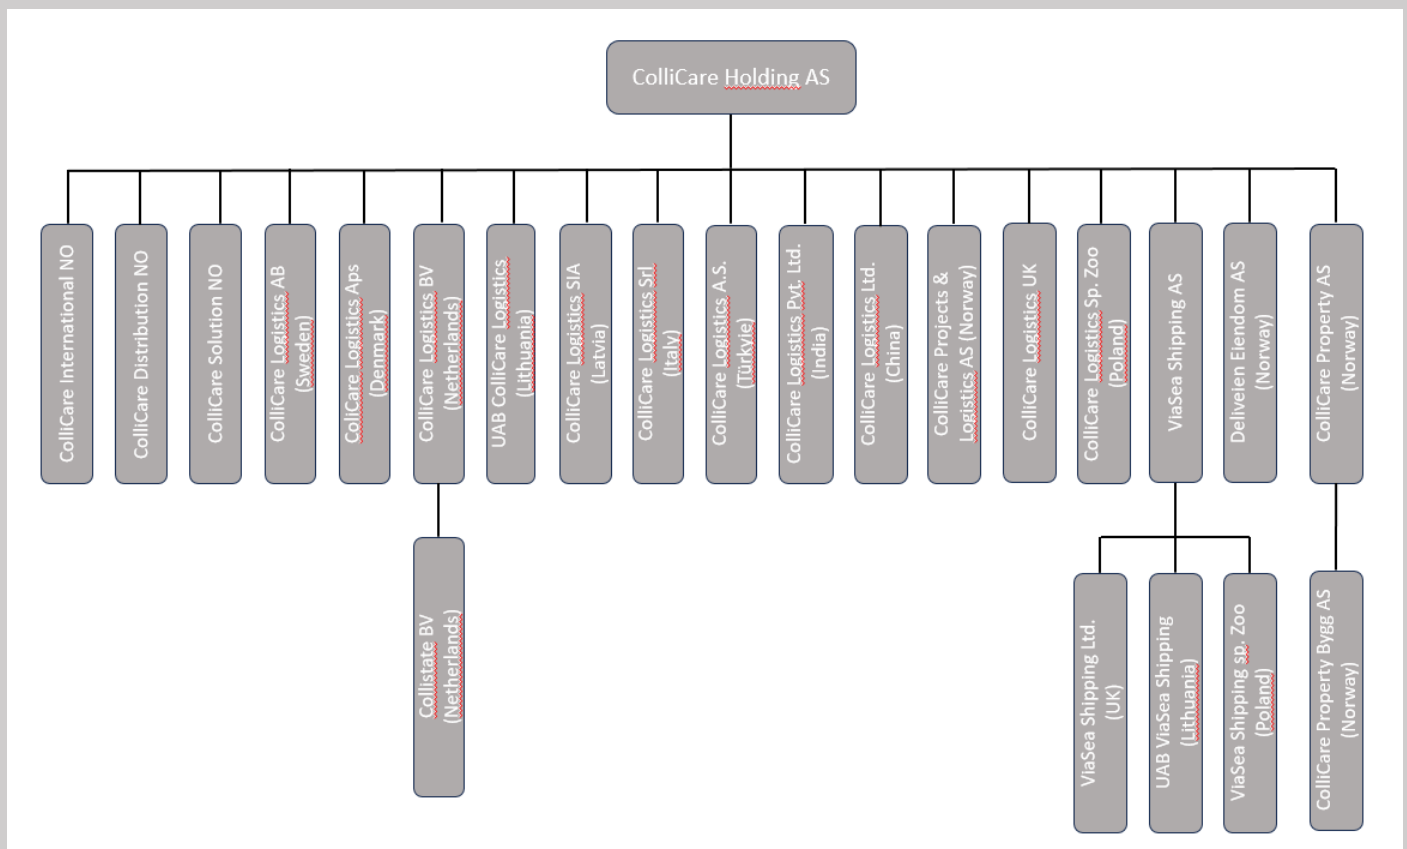 ColliCare Holding AS
ColliCare International NO
ColliCare Distribution NO
ColliCare Solution NO
ColliCare Logistics AB
(Sweden)
ColliCare Logistics Aps
(Denmark)
ColliCare Logistics BV
(Netherlands)
UAB ColliCare Logistics
(Lithuania)
ColliCare Logistics SIA
(Latvia)
ColliCare Logistics Srl
(Italy)
ColliCare Logistics A.S.
(Türkyie)
ColliCare Logistics Pvt. Ltd.
(India)
ColliCare Logistics Ltd.
(China)
ColliCare Projects &
Logistics AS (Norway)
ColliCare Logistics UK
ColliCare Logistics Sp. Zoo
(Poland)
ViaSea Shipping AS
Deliveien Eiendom AS
(Norway)
ColliCare Property AS
(Norway)
Collistate BV
(Netherlands)
ViaSea Shipping Ltd.
(UK)
UAB ViaSea Shipping
(Lithuania)
ViaSea Shipping sp. Zoo
(Poland)
ColliCare Property Bygg AS
(Norway)